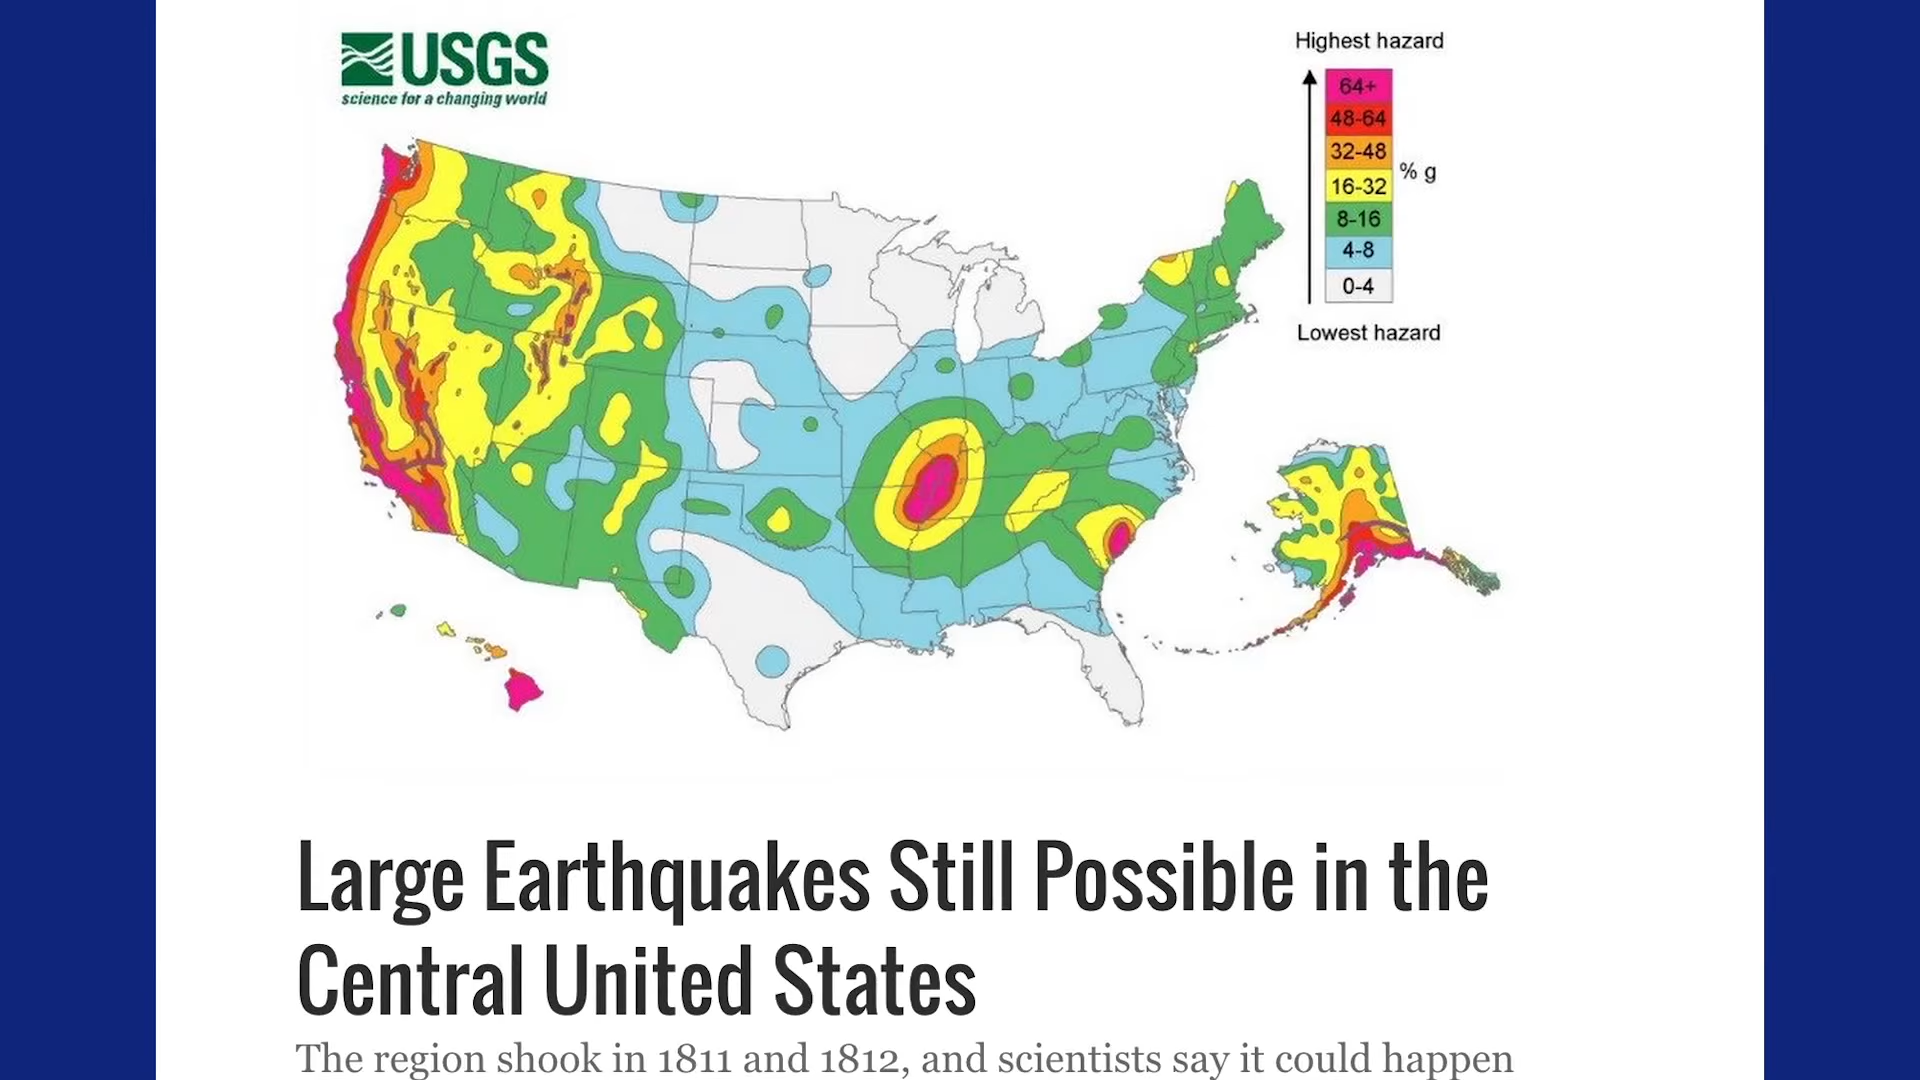 USGS
science for a changing world
Highest hazard
64+
48-64
32-48
% g
16-32
8-16
4-8
0-4
Lowest hazard
Large Earthquakes Still Possible in the
Central United States
The region shook in 1811 and 1812, and scientists say it could happen